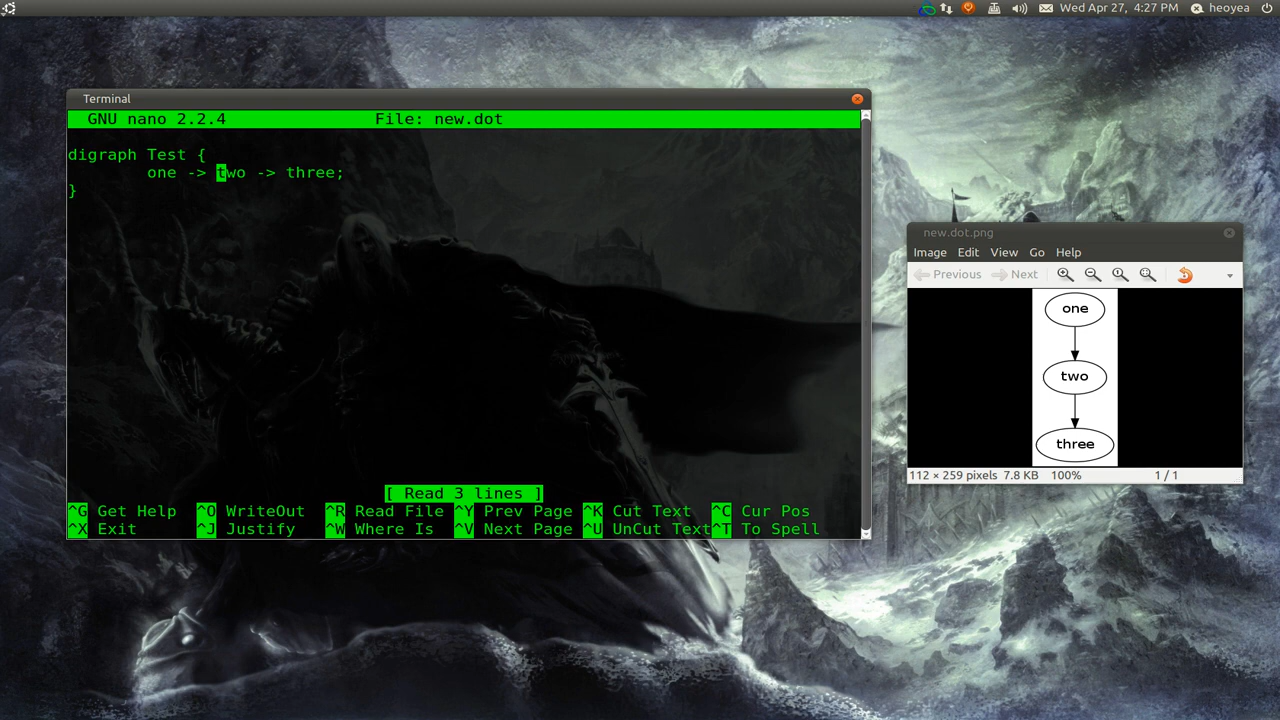 Wed Apr 27, 4:27 PM heoyea
Terminal
GNU nano 2.2.4 File: new.dot
digraph Test {
one -> two -> three;
}
[ Read 3 lines ]
^G Get Help ^O WriteOut ^R Read File ^Y Prev Page ^K Cut Text ^C Cur Pos
^X Exit ^J Justify ^W Where Is ^V Next Page ^U UnCut Text ^T To Spell
new.dot.png
Image Edit View Go Help
Previous Next
one
two
three
112 × 259 pixels 7.8 KB 100% 1 / 1